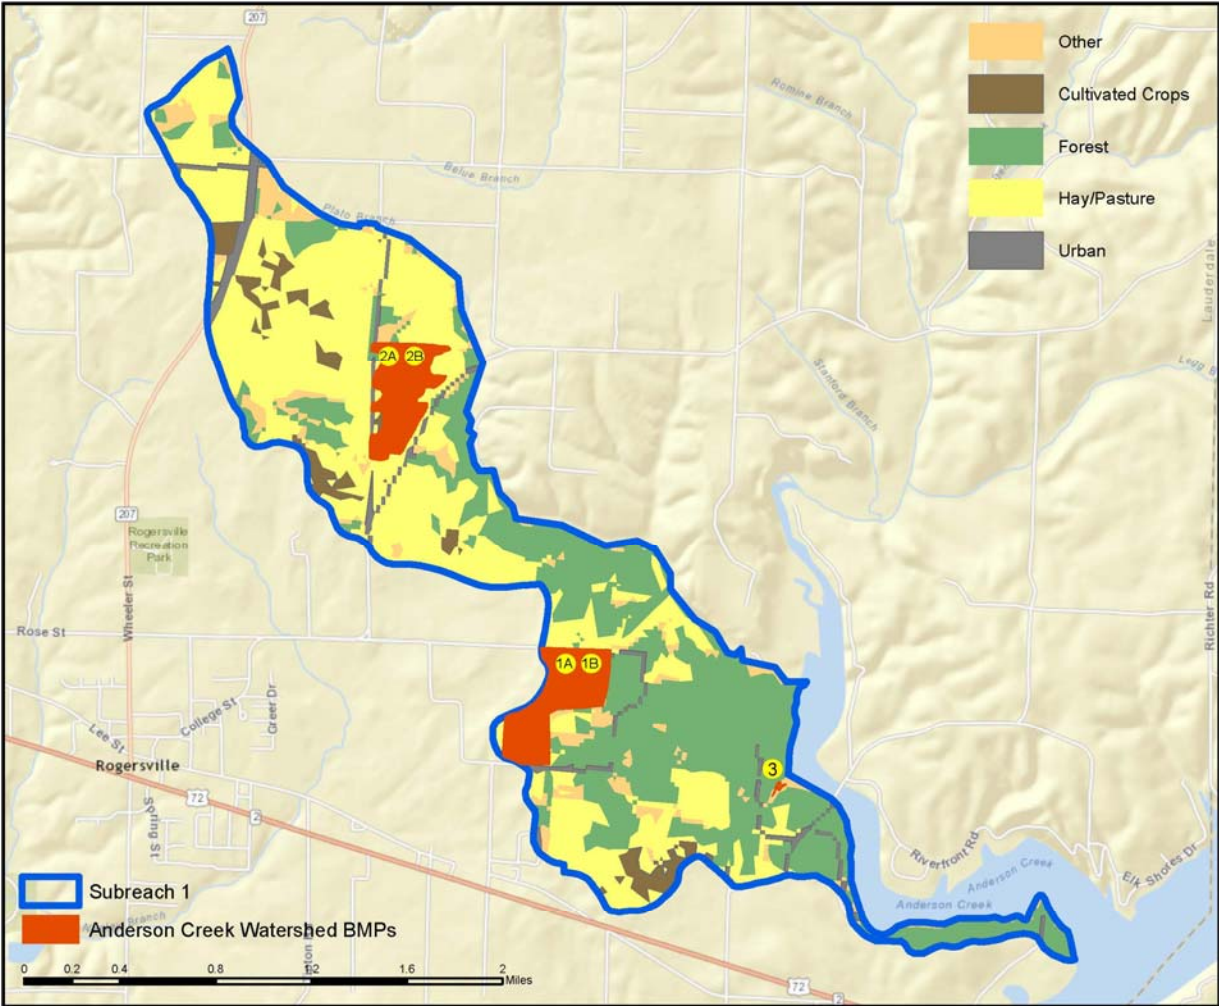 207
Romine Branch
Other
Cultivated Crops
Forest
Hay/Pasture
Urban
Belue Branch
Plato Branch
Lauderdale
2A
2B
Stanford Branch
207
Rogersville
Recreation
Park
Wheeler St
Rose St
Richter Rd
1A
1B
College St
Greer Dr
Lee St
Rogersville
72
2
Spring St
3
Riverfront Rd
Anderson Creek
Elk Shores Dr
Anderson Creek
Subreach 1
Branch
Anderson Creek Watershed BMPs
0
0.2
0.4
0.8
1.2
1.6
2
Miles
72
2